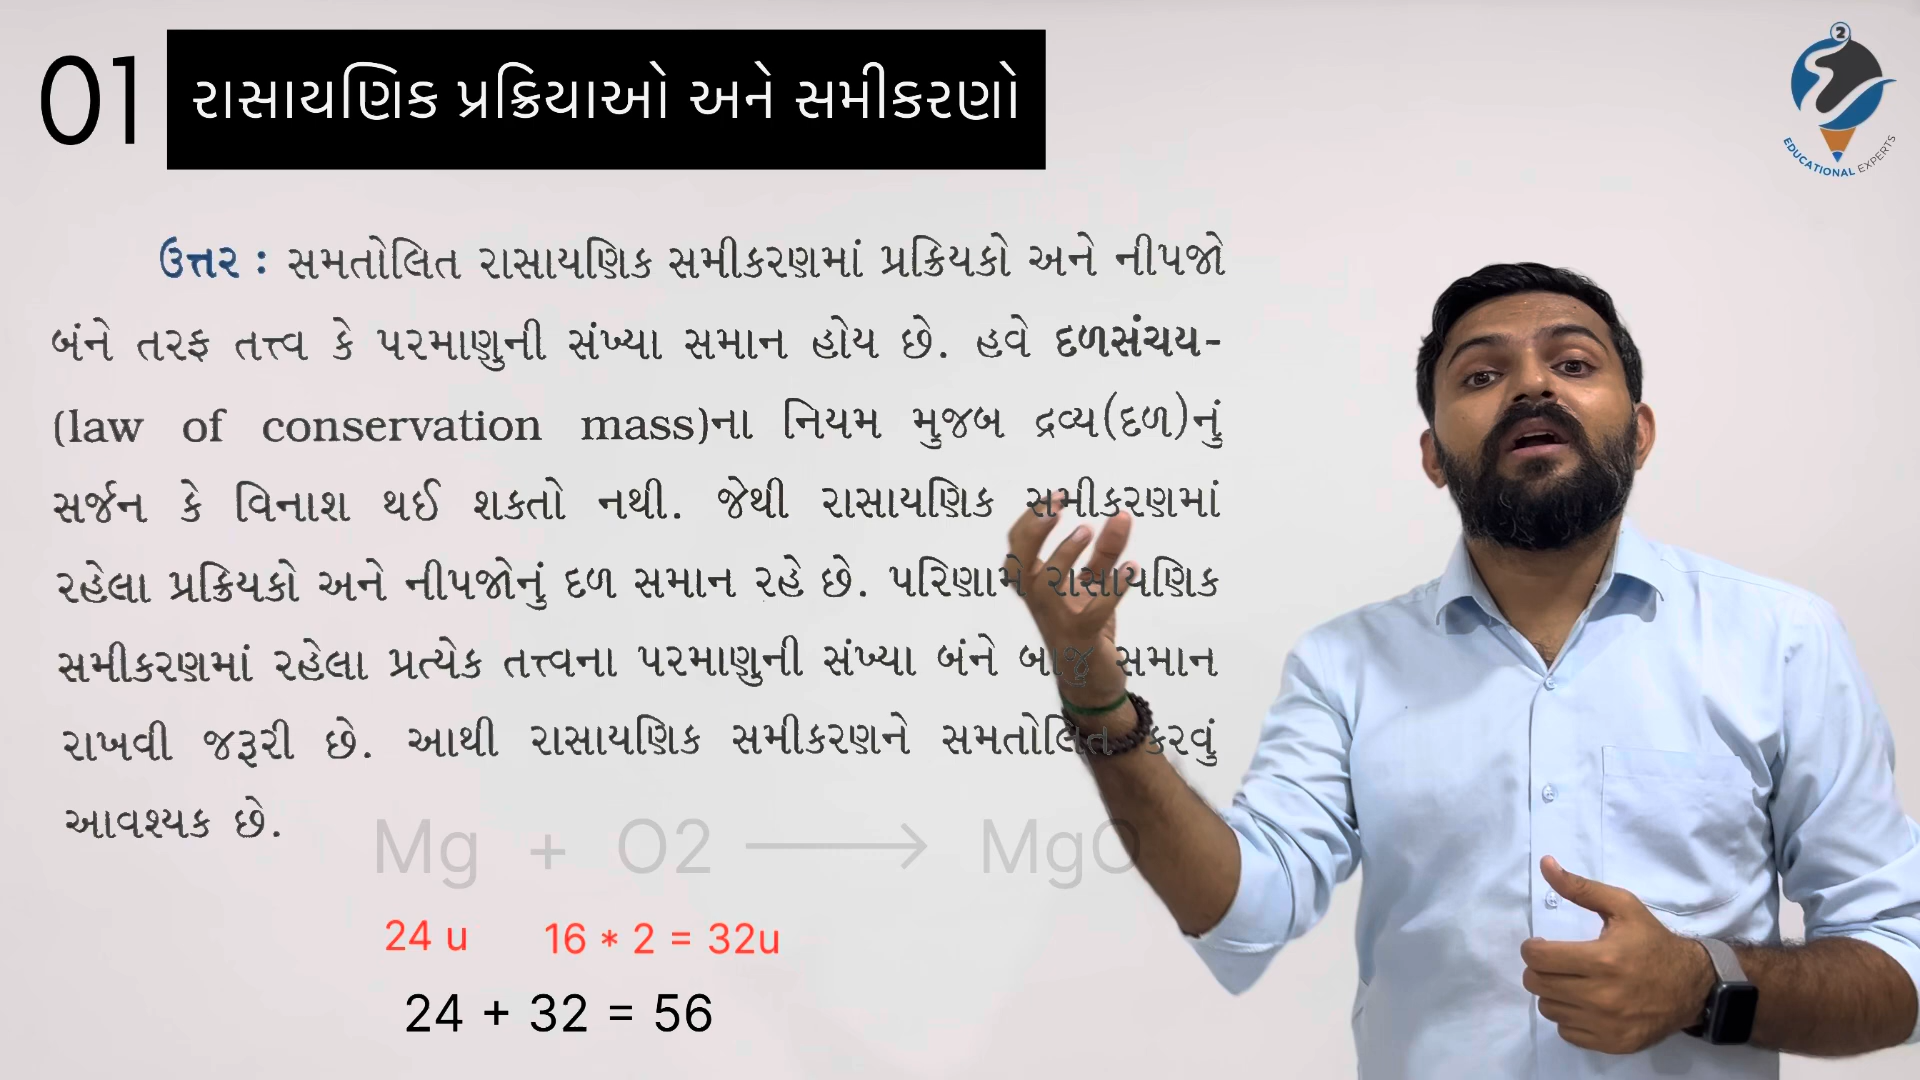 01 રાસાયણિક પ્રક્રિયાઓ અને સમીકરણો
2
EDUCATIONAL EXPERTS
ઉત્તર : સમતોલિત રાસાયણિક સમીકરણમાં પ્રક્રિયકો અને નીપજો
બંને તરફ તત્ત્વ કે પરમાણુની સંખ્યા સમાન હોય છે. હવે દળસંચય-
(law of conservation mass)ના નિયમ મુજબ દ્રવ્ય(દળ)નું
સર્જન કે વિનાશ થઈ શકતો નથી. જેથી રાસાયણિક સમીકરણમાં
રહેલા પ્રક્રિયકો અને નીપજોનું દળ સમાન રહે છે. પરિણામે રાસાયણિક
સમીકરણમાં રહેલા પ્રત્યેક તત્ત્વના પરમાણુની સંખ્યા બંને બાજુ સમાન
રાખવી જરૂરી છે. આથી રાસાયણિક સમીકરણને સમતોલિત કરવું
આવશ્યક છે.
Mg + O2 ⟶ MgO
24 u 16 * 2 = 32u
24 + 32 = 56